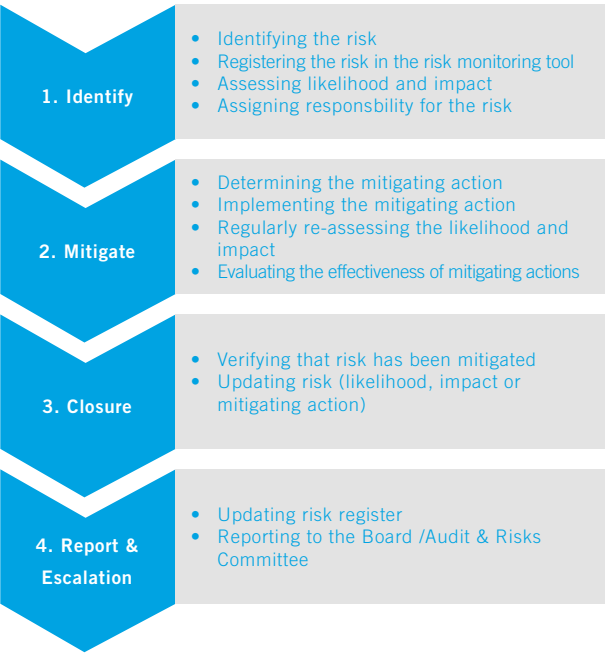 1. Identify
• Identifying the risk
• Registering the risk in the risk monitoring tool
• Assessing likelihood and impact
• Assigning responsbility for the risk
2. Mitigate
• Determining the mitigating action
• Implementing the mitigating action
• Regularly re-assessing the likelihood and
impact
• Evaluating the effectiveness of mitigating actions
3. Closure
• Verifying that risk has been mitigated
• Updating risk (likelihood, impact or
mitigating action)
4. Report &
Escalation
• Updating risk register
• Reporting to the Board /Audit & Risks
Committee